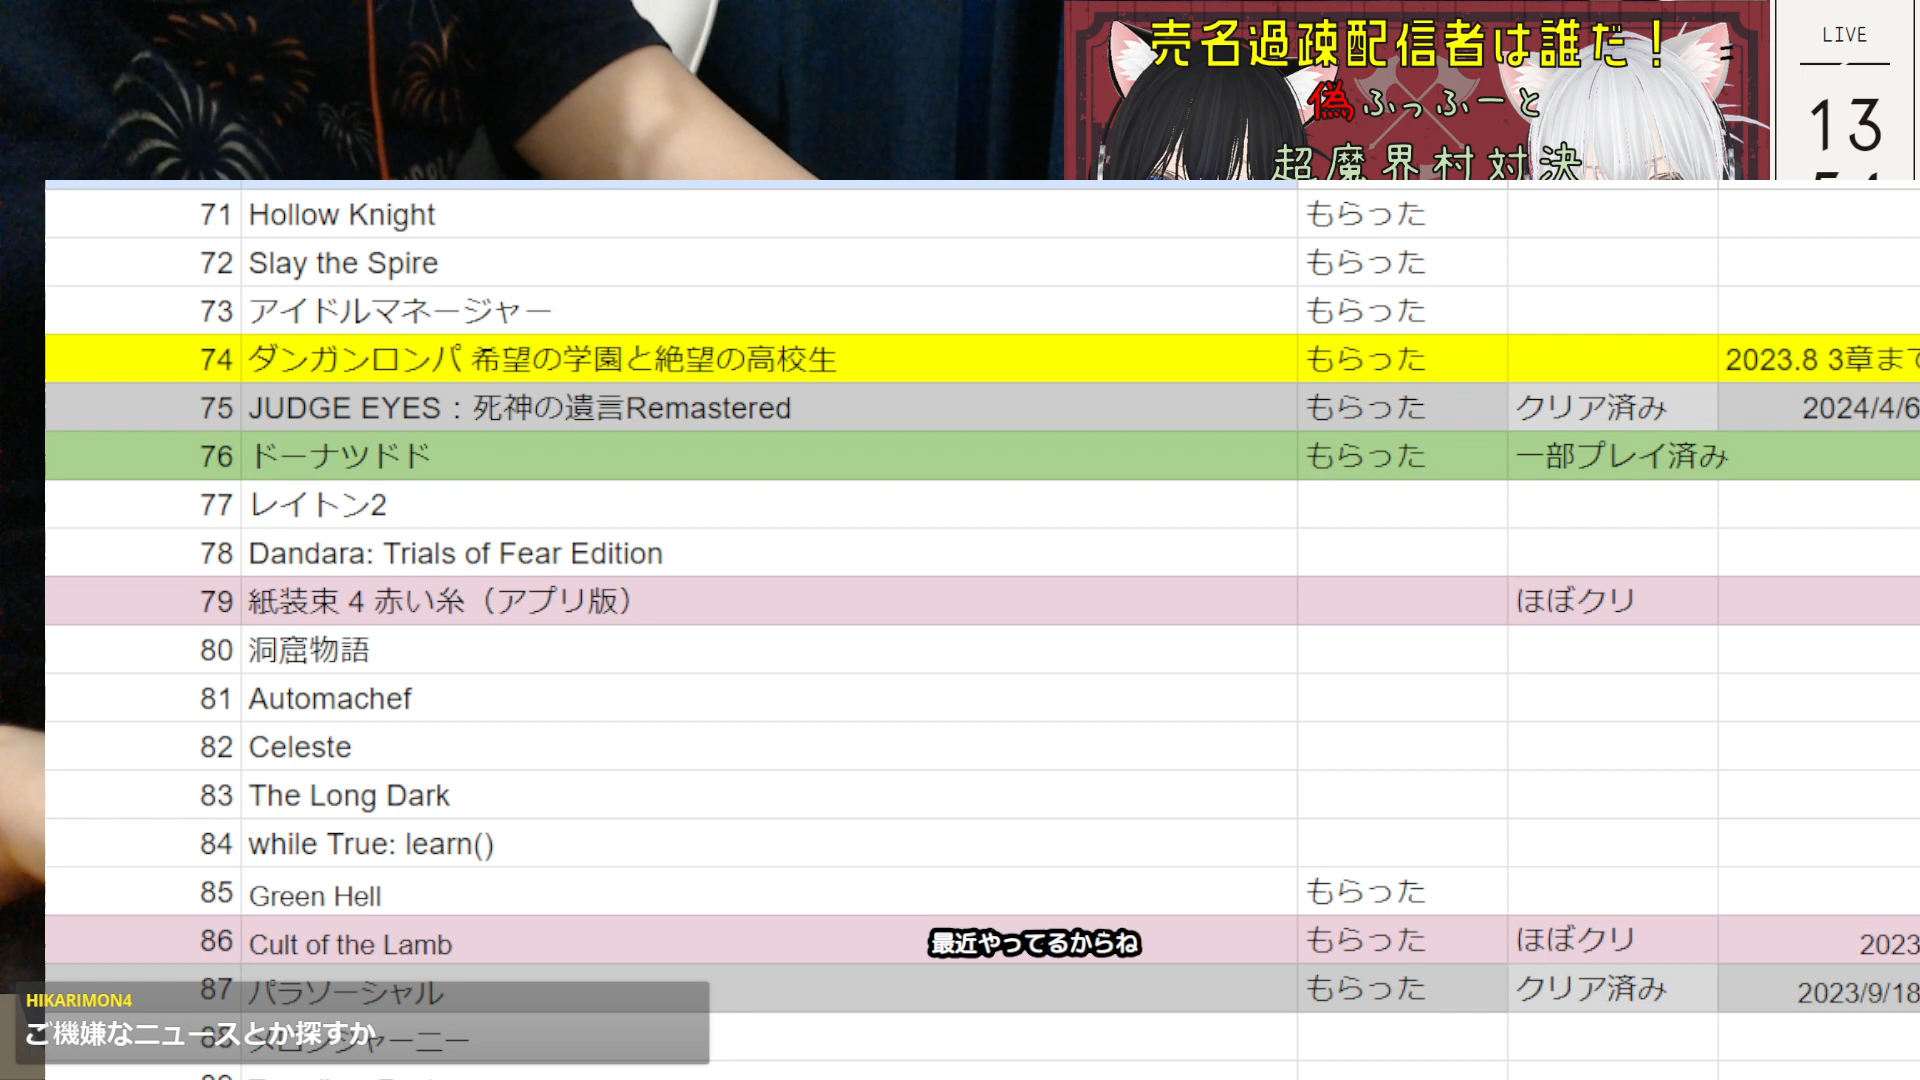 売名過疎配信者は誰だ！
偽ふっふーと
超魔界村対決
LIVE
13
71 Hollow Knight もらった
72 Slay the Spire もらった
73 アイドルマネージャー もらった
74 ダンガンロンパ 希望の学園と絶望の高校生 もらった 2023.8 3章まで
75 JUDGE EYES：死神の遺言Remastered もらった クリア済み 2024/4/6
76 ドーナツドド もらった 一部プレイ済み
77 レイトン2
78 Dandara: Trials of Fear Edition
79 紙装束 4 赤い糸（アプリ版） ほぼクリ
80 洞窟物語
81 Automachef
82 Celeste
83 The Long Dark
84 while True: learn()
85 Green Hell もらった
86 Cult of the Lamb もらった ほぼクリ 2023
最近やってるからね
87 パラソーシャル もらった クリア済み 2023/9/18
HIKARIMON4
ご機嫌なニュースとか探すか
88 メロンジャーニー